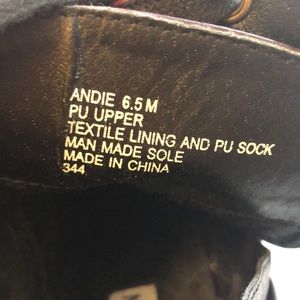 ANDIE 6.5 M
PU UPPER
TEXTILE LINING AND PU SOCK
MAN MADE SOLE
MADE IN CHINA
344